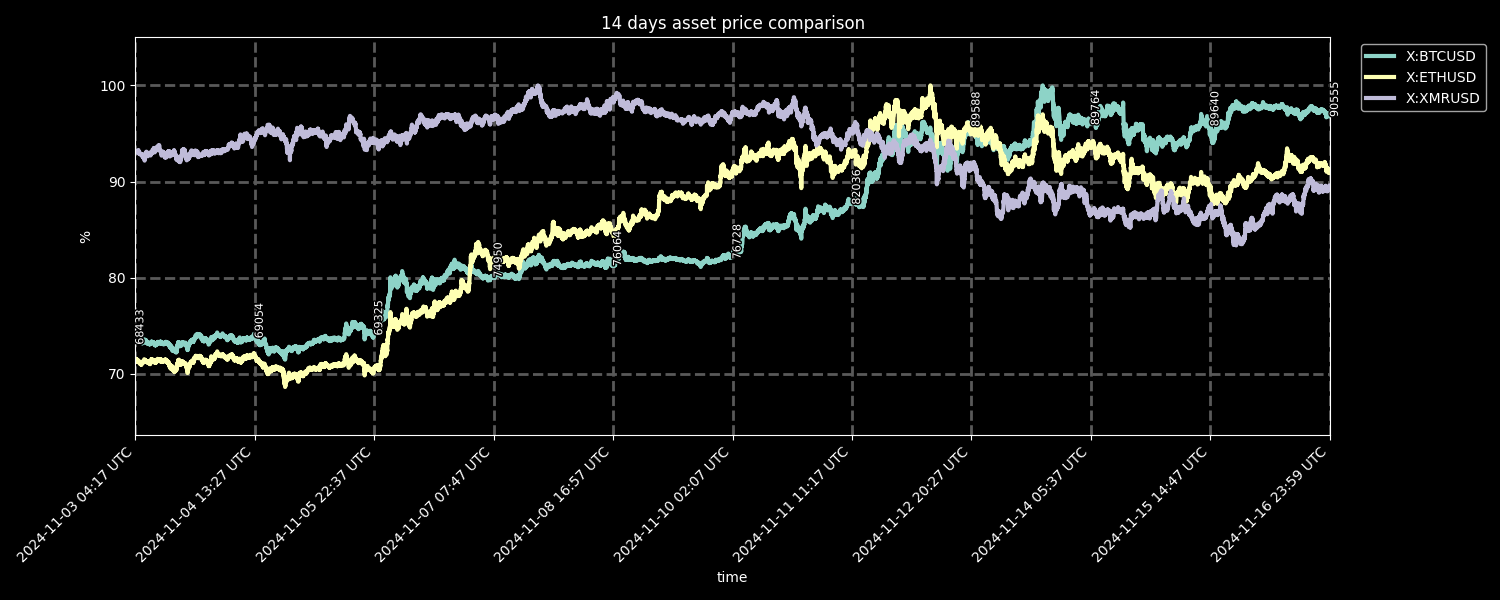 14 days asset price comparison
X:BTCUSD
X:ETHUSD
X:XMRUSD
100
90
80
70
%
68433
69054
69325
74950
76064
76728
82036
89588
89764
89640
90555
2024-11-03 04:17 UTC
2024-11-04 13:27 UTC
2024-11-05 22:37 UTC
2024-11-07 07:47 UTC
2024-11-08 16:57 UTC
2024-11-10 02:07 UTC
2024-11-11 11:17 UTC
2024-11-12 20:27 UTC
2024-11-14 05:37 UTC
2024-11-15 14:47 UTC
2024-11-16 23:59 UTC
time